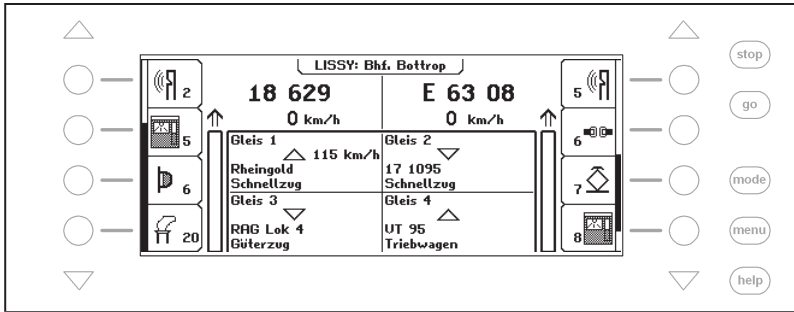 LISSY: Bhf. Bottrop
18 629
E 63 08
0 km/h
0 km/h
2
5
6
20
Gleis 1
115 km/h
Rheingold
Schnellzug
Gleis 2
17 1095
Schnellzug
Gleis 3
RAG Lok 4
Güterzug
Gleis 4
VT 95
Triebwagen
5
6
7
8
stop
go
mode
menu
help